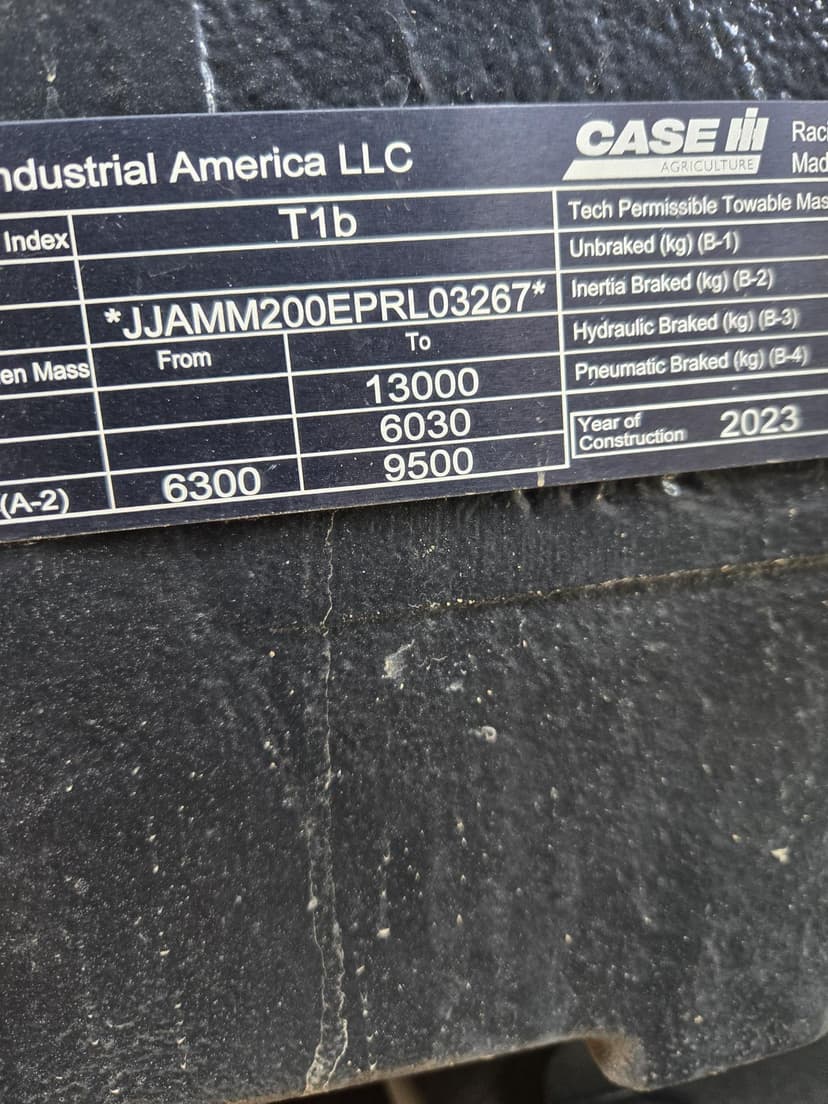 ndustrial America LLC
CASE IH
AGRICULTURE
Rac
Mad
Index
T1b
*JJAMM200EPRL03267*
en Mass
From
To
13000
6030
(A-2)
6300
9500
Tech Permissible Towable Mas
Unbraked (kg) (B-1)
Inertia Braked (kg) (B-2)
Hydraulic Braked (kg) (B-3)
Pneumatic Braked (kg) (B-4)
Year of
Construction
2023